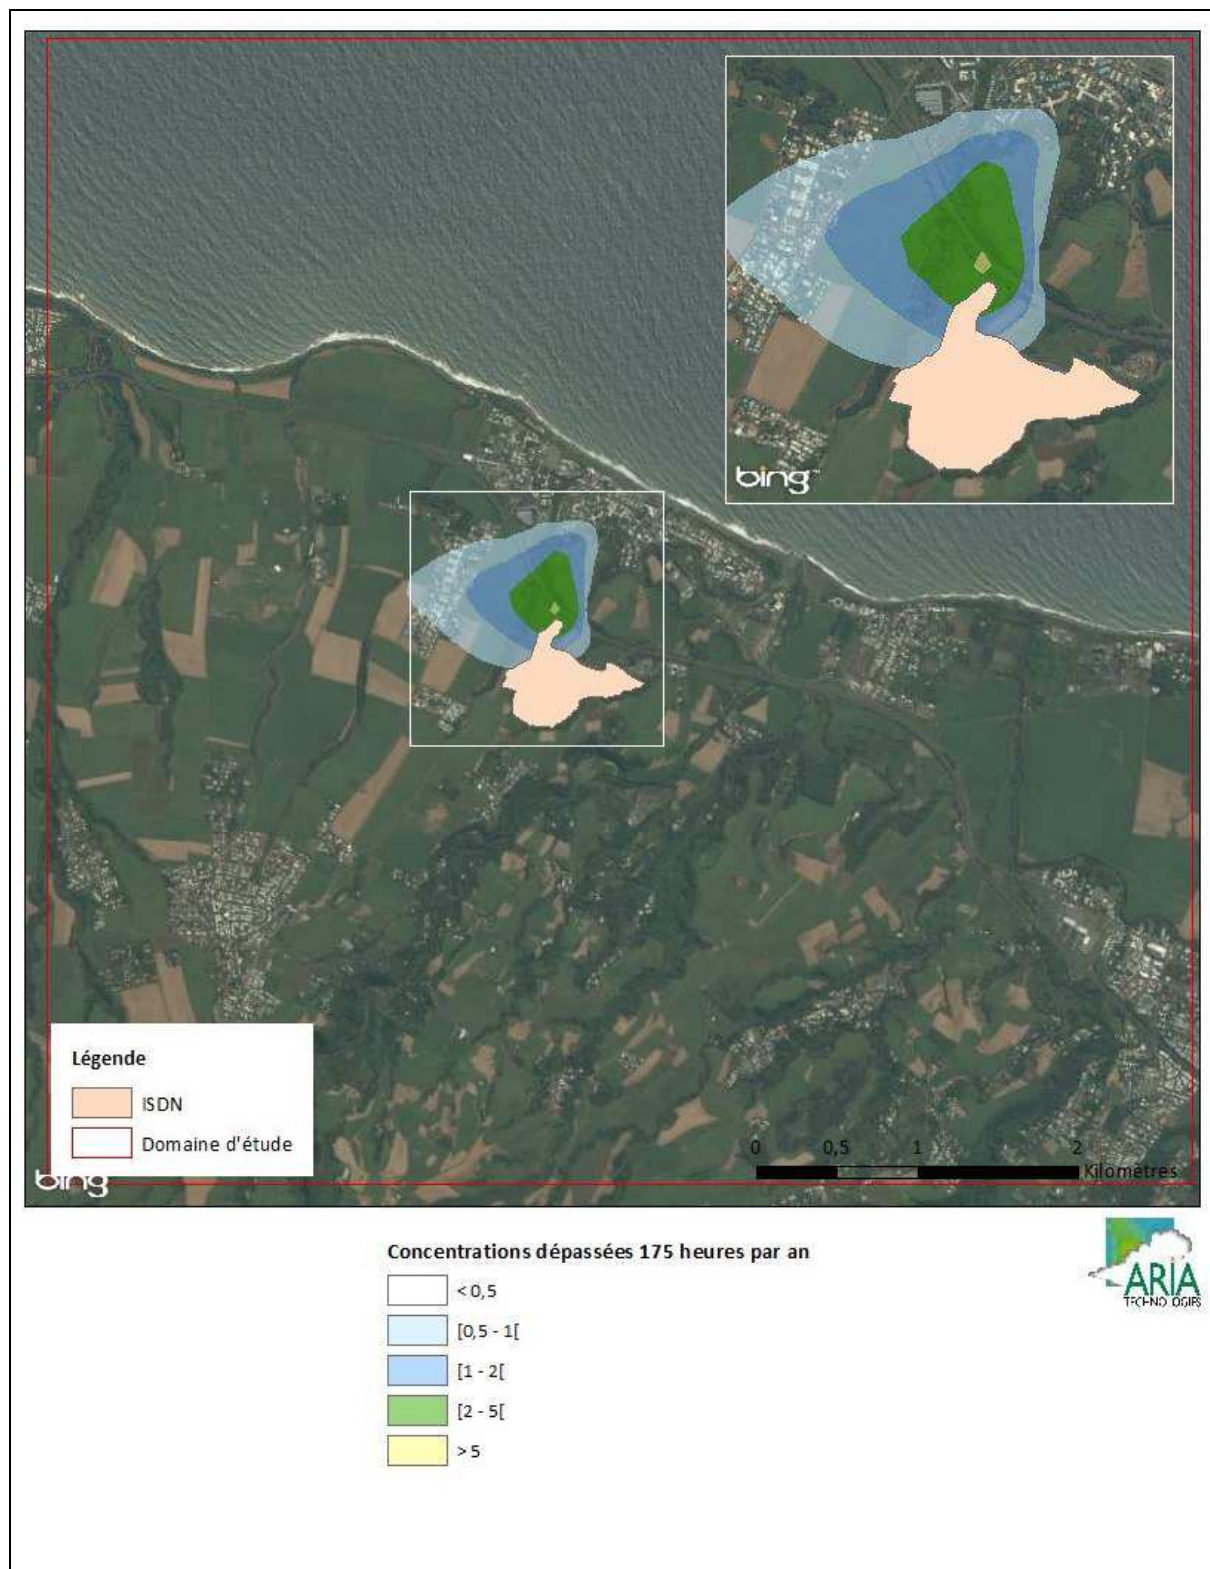 bing
Légende
ISDN
Domaine d'étude
bing
0 0,5 1 2
Kilomètres
Concentrations dépassées 175 heures par an
< 0,5
[0,5 - 1[
[1 - 2[
[2 - 5[
> 5
ARIA
TECHNOLOGIES